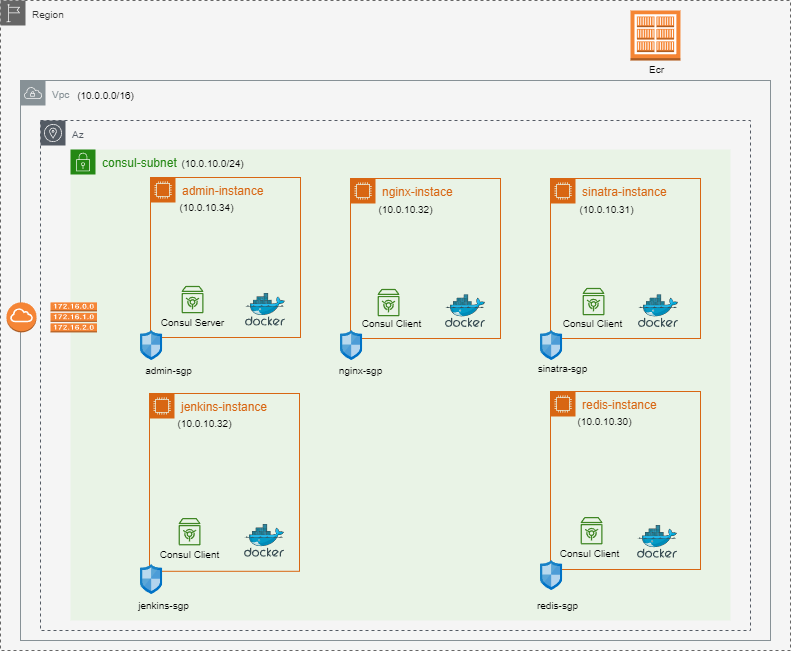 Region
Ecr
Vpc (10.0.0.0/16)
Az
consul-subnet (10.0.10.0/24)
admin-instance
(10.0.10.34)
Consul Server
docker
admin-sgp
nginx-instace
(10.0.10.32)
Consul Client
docker
nginx-sgp
sinatra-instance
(10.0.10.31)
Consul Client
docker
sinatra-sgp
172.16.0.0
172.16.1.0
172.16.2.0
jenkins-instance
(10.0.10.32)
Consul Client
docker
jenkins-sgp
redis-instance
(10.0.10.30)
Consul Client
docker
redis-sgp